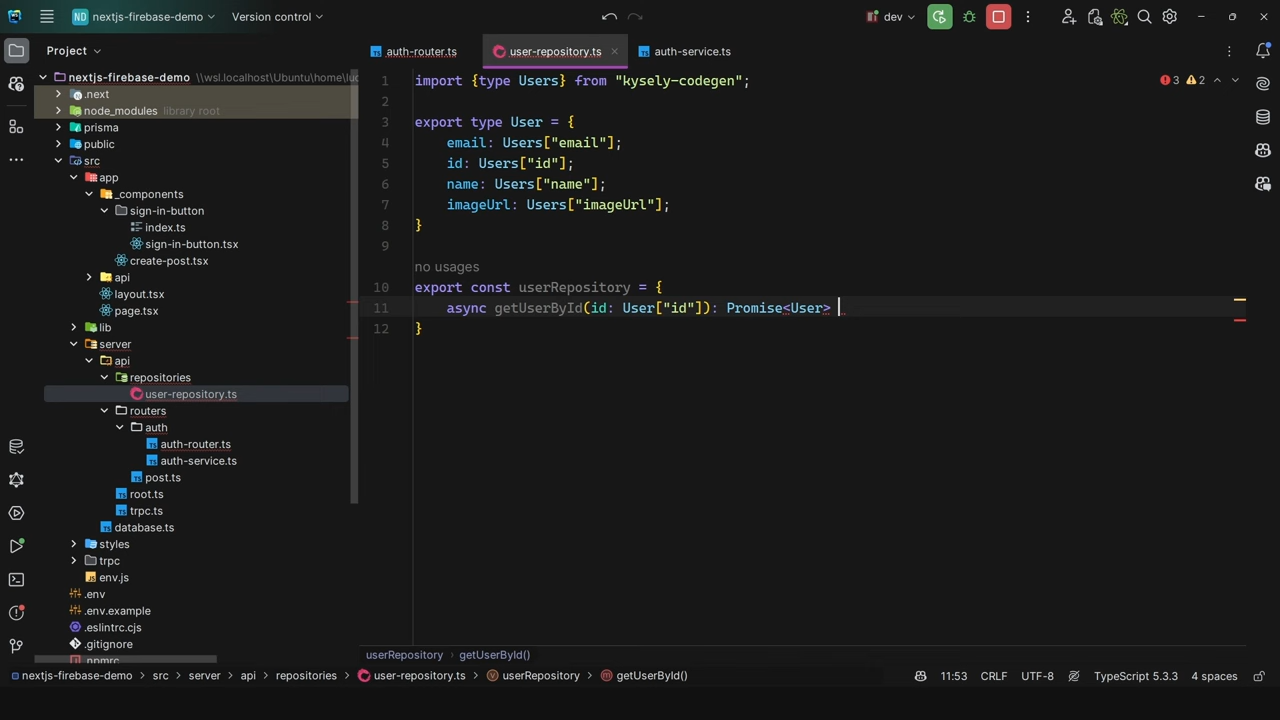 ND nextjs-firebase-demo Version control dev
Project
auth-router.ts user-repository.ts auth-service.ts
nextjs-firebase-demo \\wsl.localhost\Ubuntu\home\luc
.next
node_modules library root
prisma
public
src
app
_components
sign-in-button
index.ts
sign-in-button.tsx
create-post.tsx
api
layout.tsx
page.tsx
lib
server
api
repositories
user-repository.ts
routers
auth
auth-router.ts
auth-service.ts
post.ts
root.ts
trpc.ts
database.ts
styles
trpc
env.js
.env
.env.example
.eslintrc.cjs
.gitignore
.npmrc
3 2
1 import {type Users} from "kysely-codegen";
2
3 export type User = {
4 email: Users["email"];
5 id: Users["id"];
6 name: Users["name"];
7 imageUrl: Users["imageUrl"];
8 }
9
no usages
10 export const userRepository = {
11 async getUserById(id: User["id"]): Promise<User>
12 }
userRepository › getUserById()
nextjs-firebase-demo › src › server › api › repositories › user-repository.ts › userRepository › getUserById() 11:53 CRLF UTF-8 TypeScript 5.3.3 4 spaces